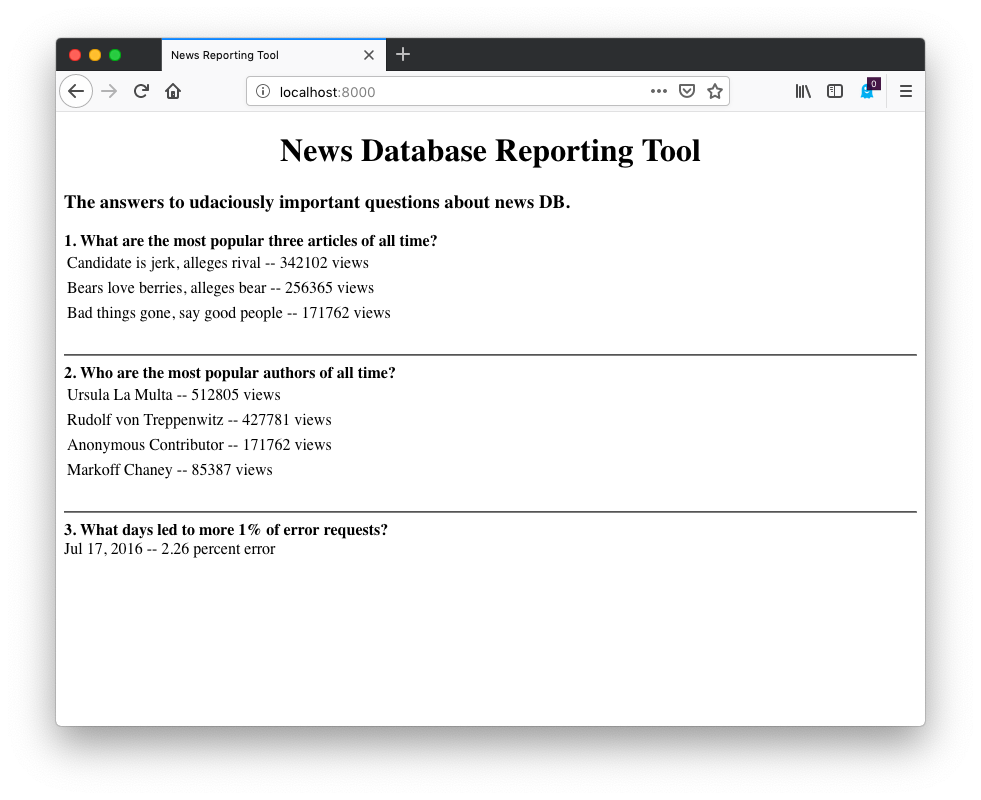 News Reporting Tool
localhost:8000
0
News Database Reporting Tool
The answers to udaciously important questions about news DB.
1. What are the most popular three articles of all time?
Candidate is jerk, alleges rival -- 342102 views
Bears love berries, alleges bear -- 256365 views
Bad things gone, say good people -- 171762 views
2. Who are the most popular authors of all time?
Ursula La Multa -- 512805 views
Rudolf von Treppenwitz -- 427781 views
Anonymous Contributor -- 171762 views
Markoff Chaney -- 85387 views
3. What days led to more 1% of error requests?
Jul 17, 2016 -- 2.26 percent error